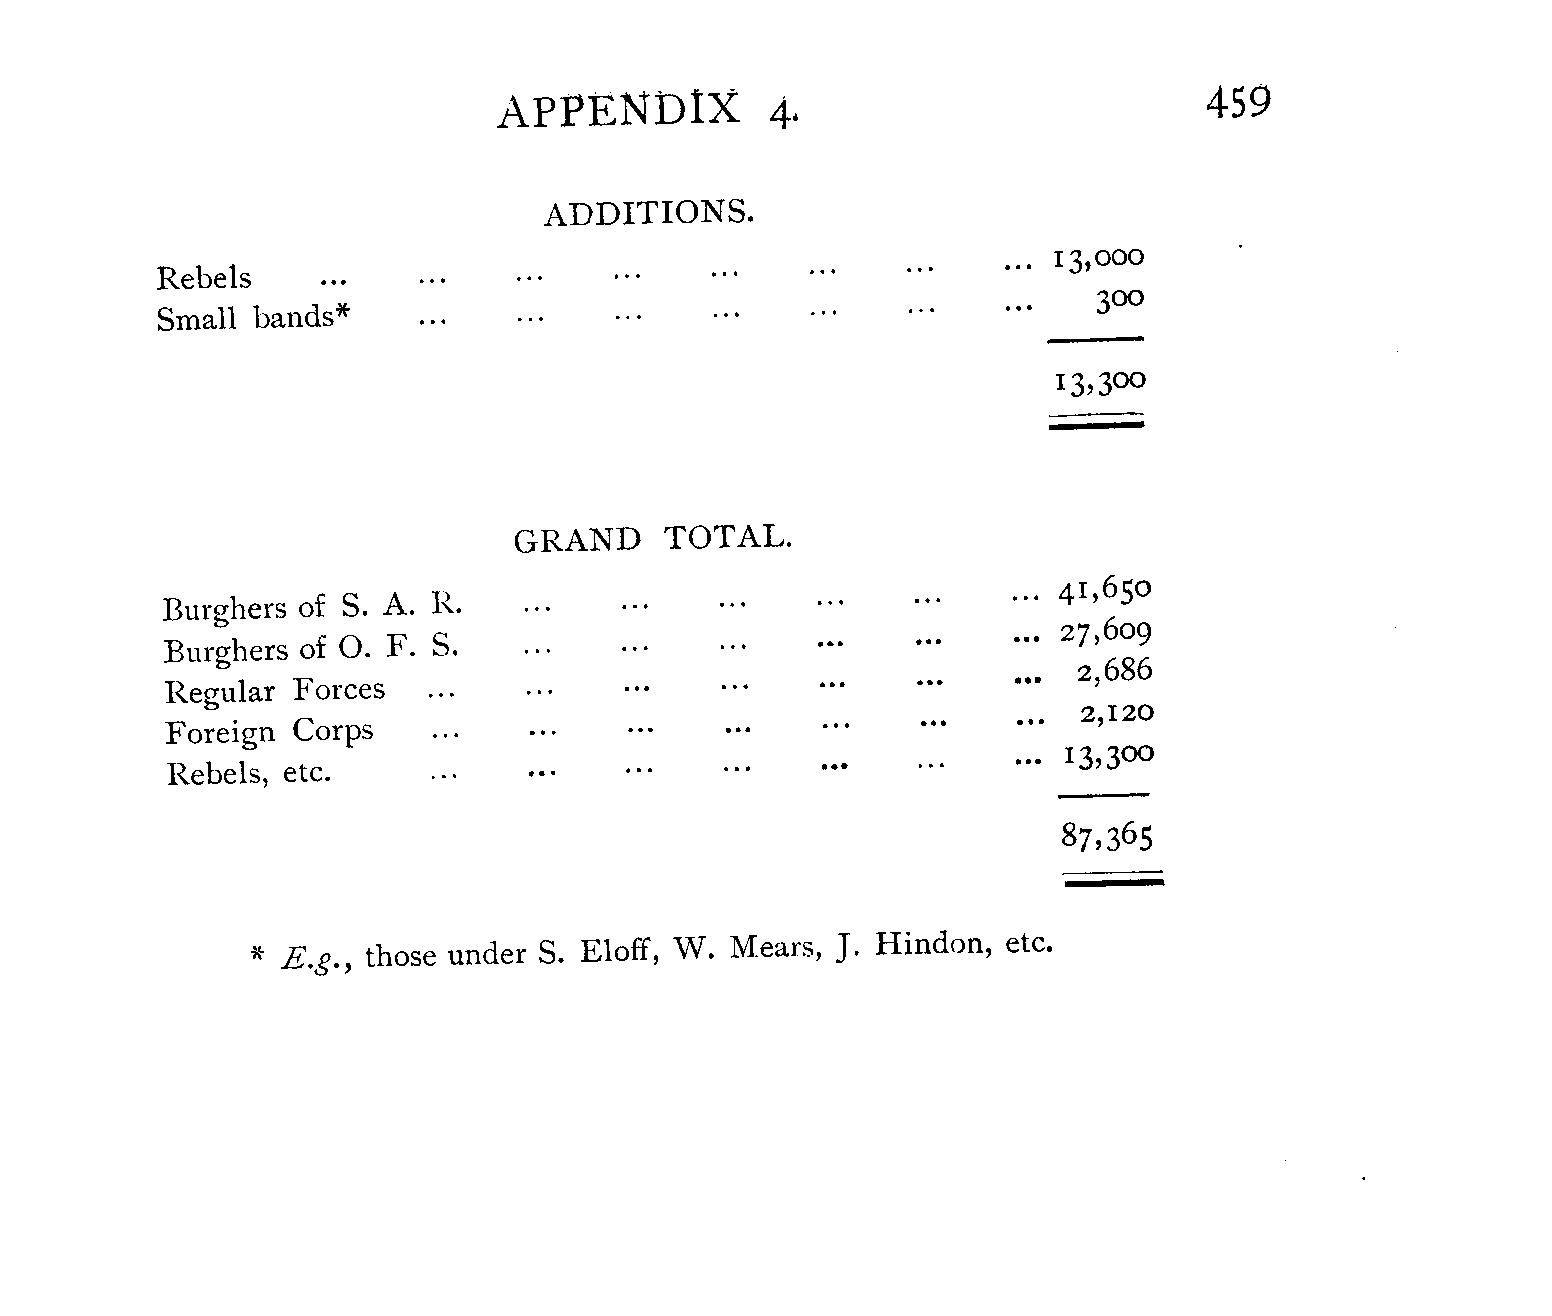 APPENDIX 4. 459
ADDITIONS.
Rebels ... ... ... ... ... ... ... ... 13,000
Small bands* ... ... ... ... ... ... ... 300
13,300
GRAND TOTAL.
Burghers of S. A. R. ... ... ... ... ... ... 41,650
Burghers of O. F. S. ... ... ... ... ... ... 27,609
Regular Forces ... ... ... ... ... ... ... 2,686
Foreign Corps ... ... ... ... ... ... ... 2,120
Rebels, etc. ... ... ... ... ... ... ... 13,300
87,365
* E.g., those under S. Eloff, W. Mears, J. Hindon, etc.